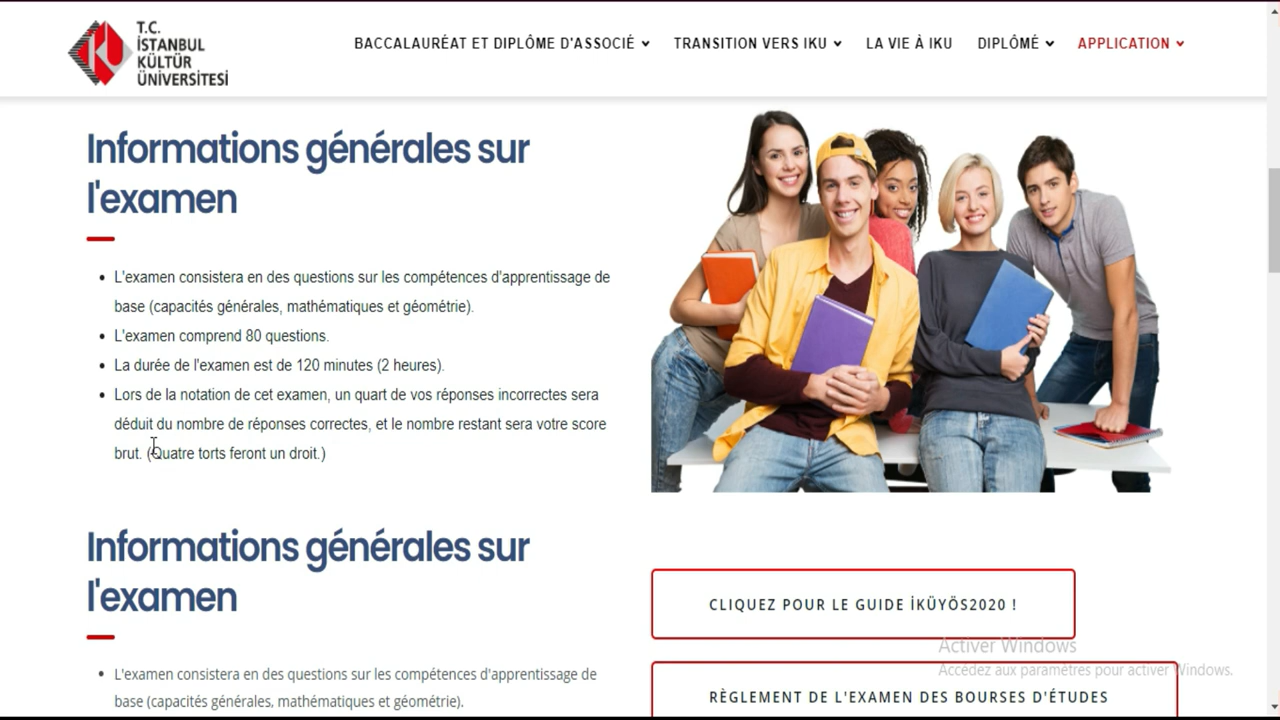 T.C.
İSTANBUL
KÜLTÜR
ÜNİVERSİTESİ
BACCALAURÉAT ET DIPLÔME D'ASSOCIÉ
TRANSITION VERS IKU
LA VIE À IKU
DIPLÔMÉ
APPLICATION
Informations générales sur
l'examen
• L'examen consistera en des questions sur les compétences d'apprentissage de
base (capacités générales, mathématiques et géométrie).
• L'examen comprend 80 questions.
• La durée de l'examen est de 120 minutes (2 heures).
• Lors de la notation de cet examen, un quart de vos réponses incorrectes sera
déduit du nombre de réponses correctes, et le nombre restant sera votre score
brut. (Quatre torts feront un droit.)
Informations générales sur
l'examen
• L'examen consistera en des questions sur les compétences d'apprentissage de
base (capacités générales, mathématiques et géométrie).
CLIQUEZ POUR LE GUIDE İKÜYÖS2020 !
RÈGLEMENT DE L'EXAMEN DES BOURSES D'ÉTUDES
Activer Windows
Accédez aux paramètres pour activer Windows.